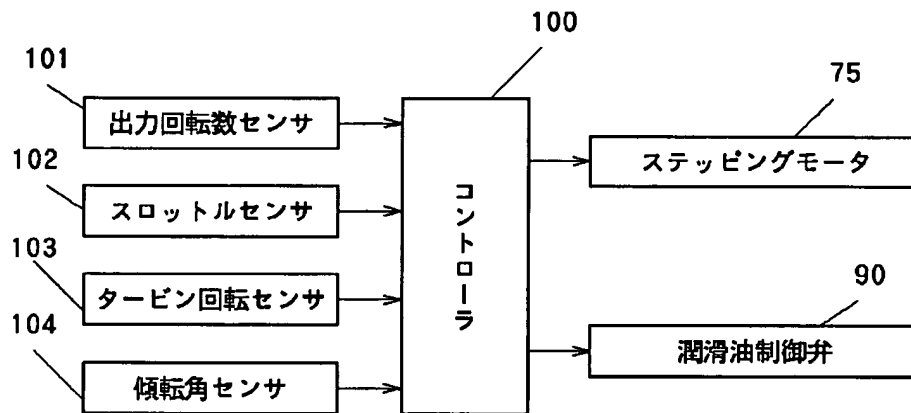 100
101
出力回転数センサ
75
ステッピングモータ
102
スロットルセンサ
コントローラ
103
タービン回転センサ
90
潤滑油制御弁
104
傾転角センサ